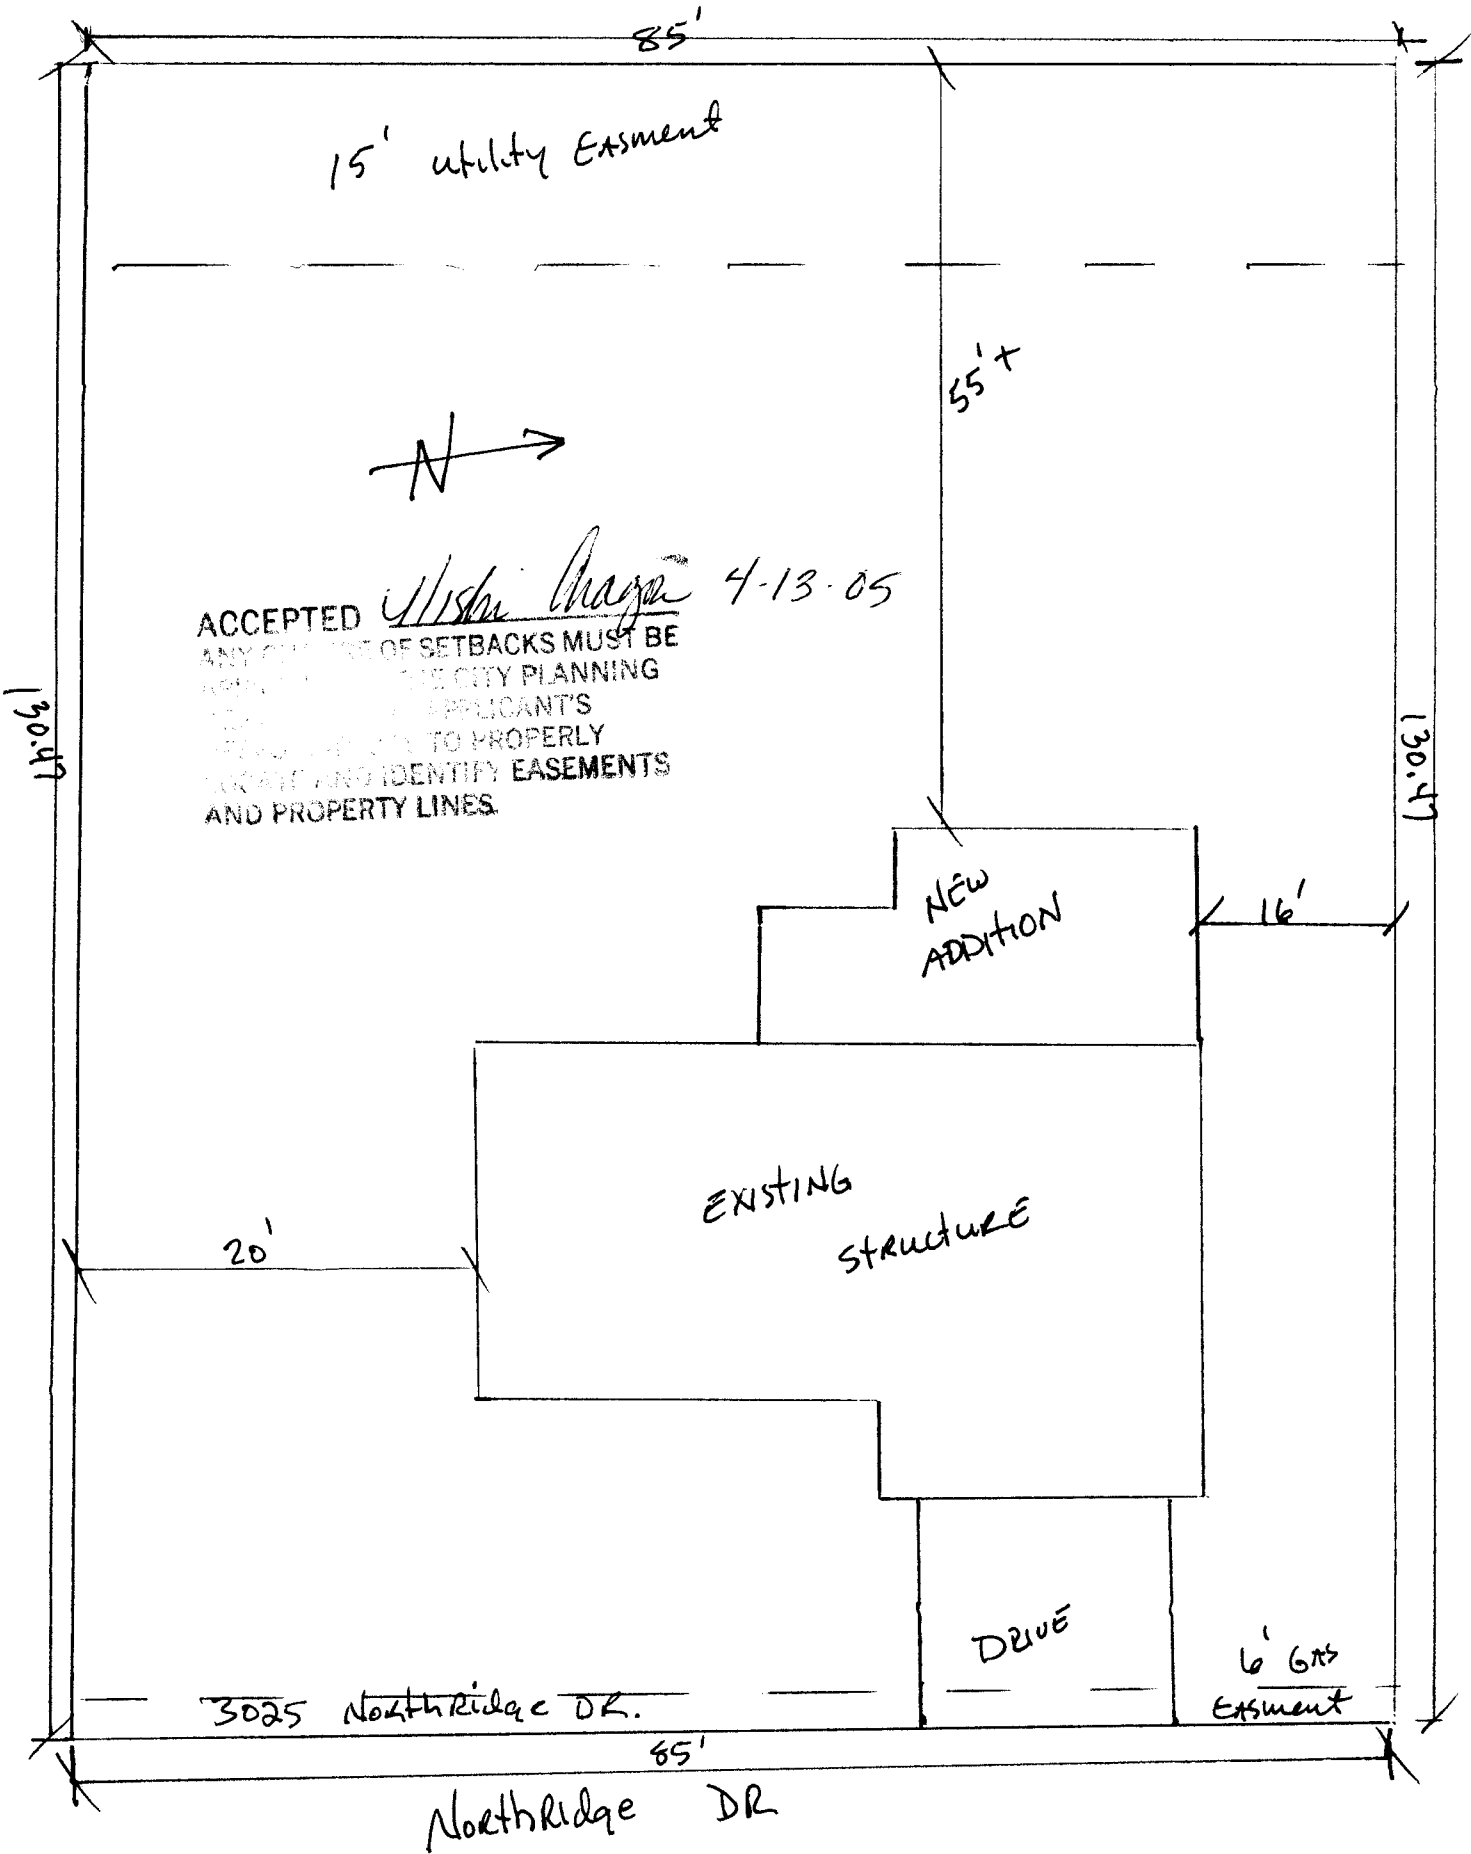 85'
15' utility Easment
55'+
N
ACCEPTED 4-13-05
ANY OF SETBACKS MUST BE
CITY PLANNING
APPLICANT'S
TO PROPERLY
AND IDENTIFY EASEMENTS
AND PROPERTY LINES.
130.47
130.47
NEW
ADDITION
16'
EXISTING
STRUCTURE
20'
DRIVE
6' GAS
EASment
3025 NorthRidge DR.
85'
NorthRidge DR